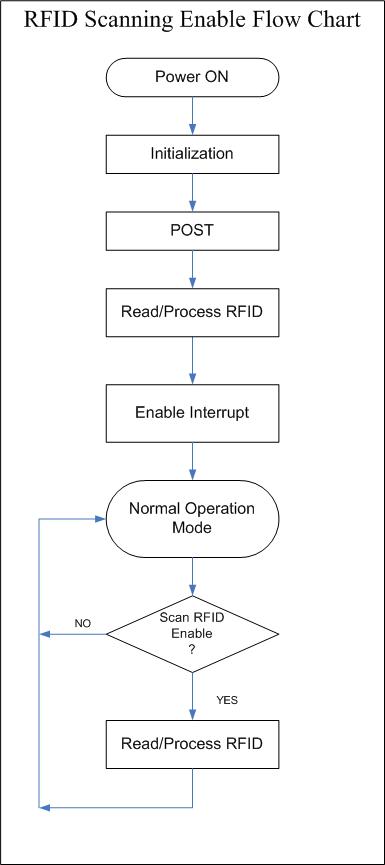 RFID Scanning Enable Flow Chart
Power ON
Initialization
POST
Read/Process RFID
Enable Interrupt
Normal Operation
Mode
Scan RFID
Enable
?
NO
YES
Read/Process RFID